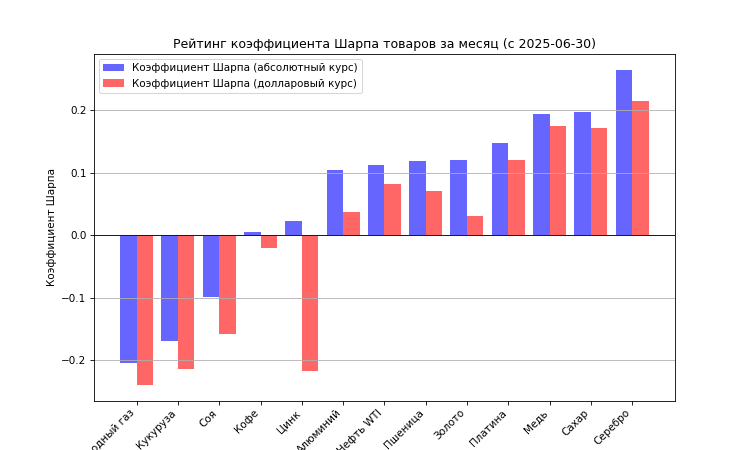 Рейтинг коэффициента Шарпа товаров за месяц (с 2025-06-30)
Коэффициент Шарпа (абсолютный курс)
Коэффициент Шарпа (долларовый курс)
Коэффициент Шарпа
0.2
0.1
0.0
−0.1
−0.2
одный газ
Кукуруза
Соя
Кофе
Цинк
Алюминий
Нефть WTI
Пшеница
Золото
Платина
Медь
Сахар
Серебро